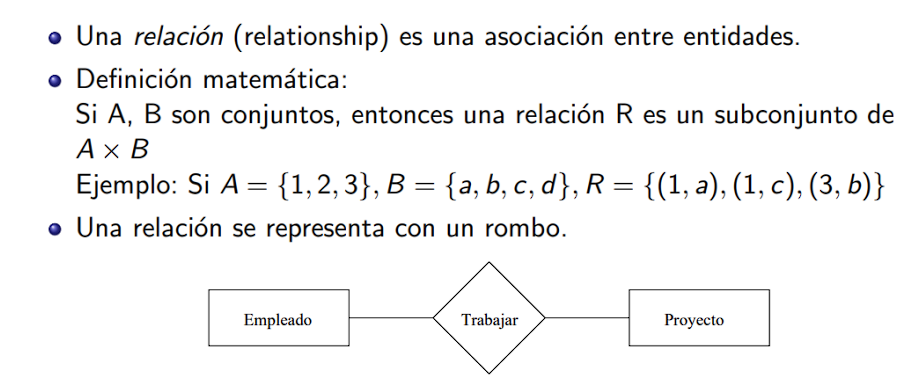 Una relación (relationship) es una asociación entre entidades.
Definición matemática:
Si A, B son conjuntos, entonces una relación R es un subconjunto de
A × B
Ejemplo: Si A = {1, 2, 3}, B = {a, b, c, d}, R = {(1, a), (1, c), (3, b)}
Una relación se representa con un rombo.
Empleado Trabajar Proyecto